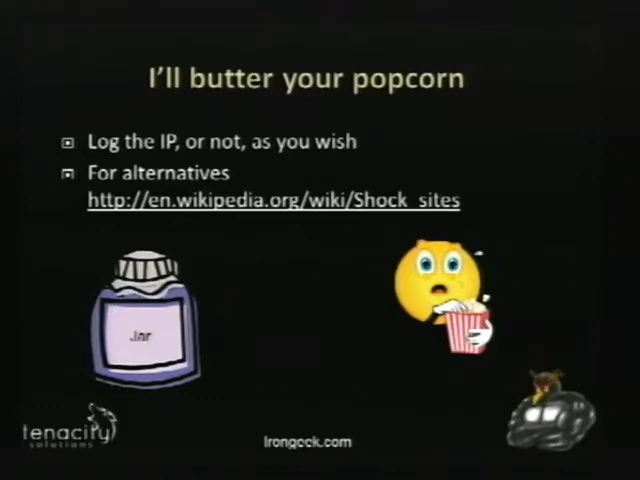 I'll butter your popcorn
Log the IP, or not, as you wish
For alternatives
http://en.wikipedia.org/wiki/Shock_sites
Jar
tenacity
solutions
Irongeek.com